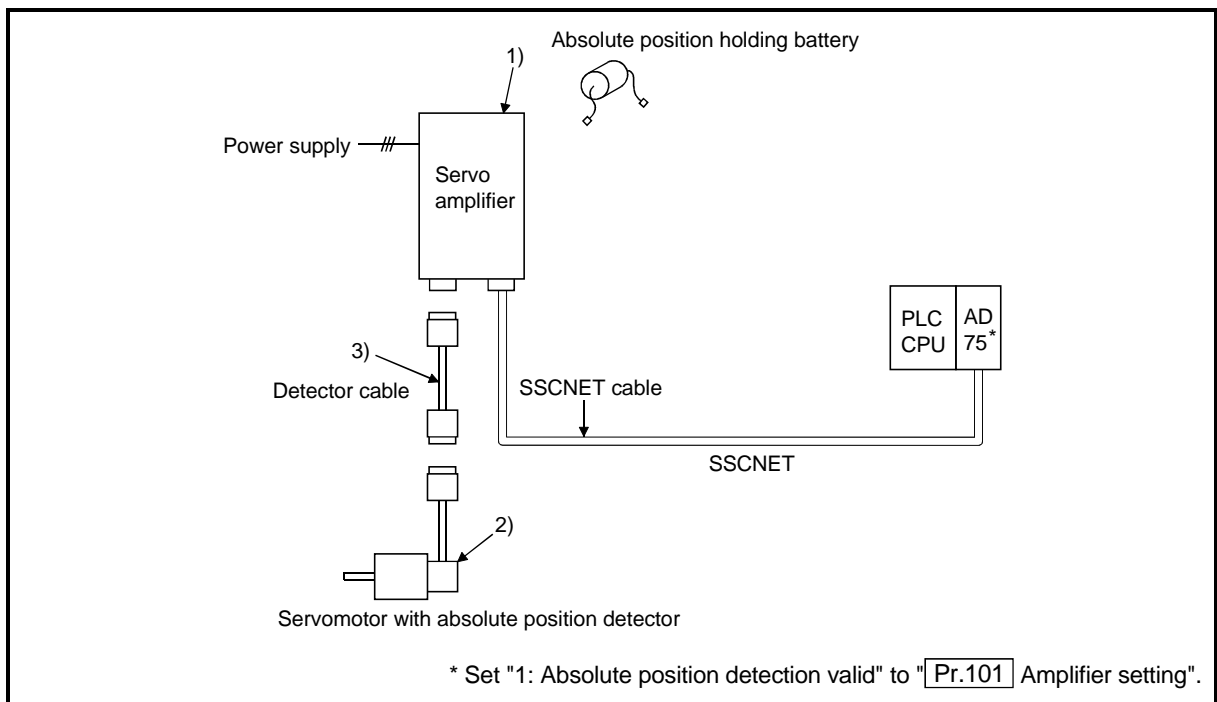 Absolute position holding battery
1)
Power supply
Servo
amplifier
PLC
CPU
AD
75*
3)
Detector cable
SSCNET cable
SSCNET
2)
Servomotor with absolute position detector
* Set "1: Absolute position detection valid" to " Pr.101 Amplifier setting".